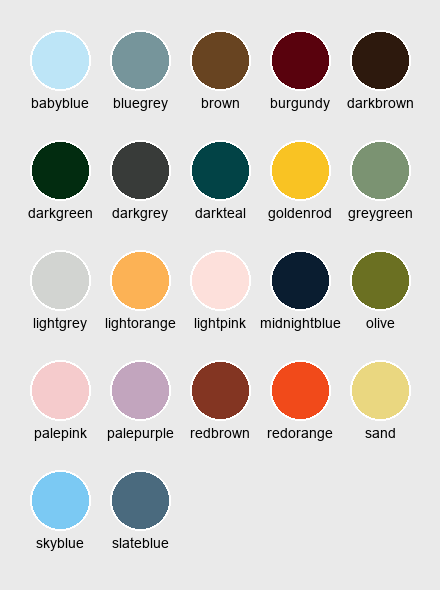 babyblue bluegrey brown burgundy darkbrown
darkgreen darkgrey darkteal goldenrod greygreen
lightgrey lightorange lightpink midnightblue olive
palepink palepurple redbrown redorange sand
skyblue slateblue